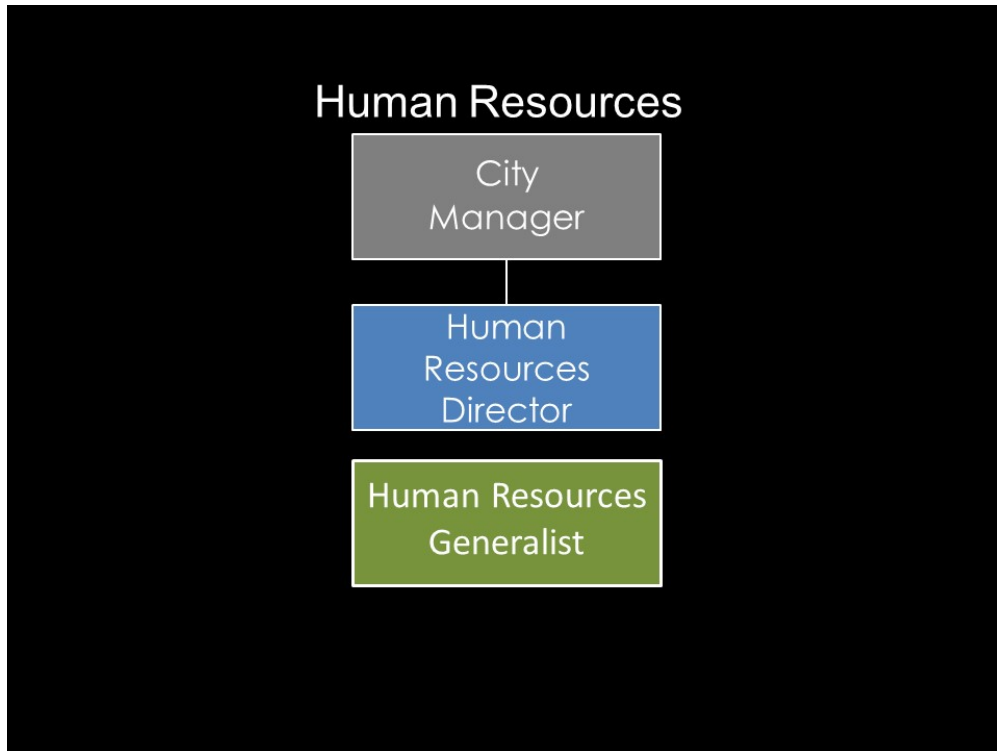 Human Resources
City
Manager
Human
Resources
Director
Human Resources
Generalist